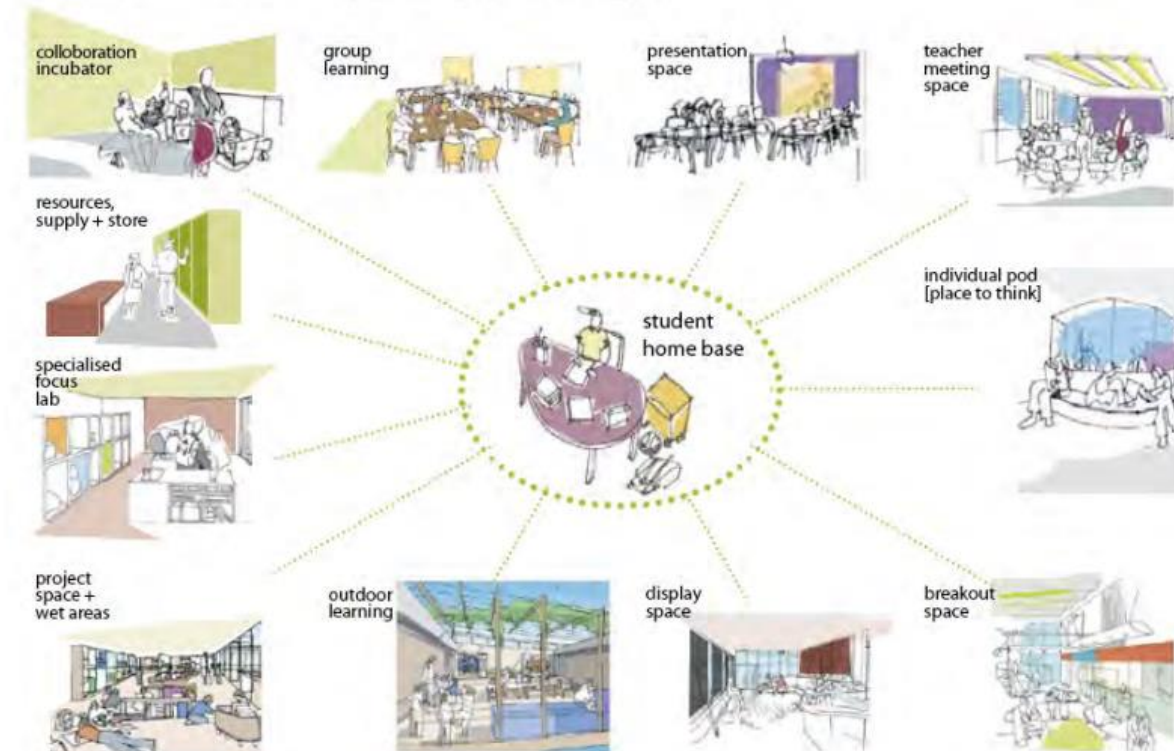 colloboration
incubator
group
learning
presentation
space
teacher
meeting
space
resources,
supply + store
individual pod
[place to think]
student
home base
specialised
focus
lab
project
space +
wet areas
outdoor
learning
display
space
breakout
space